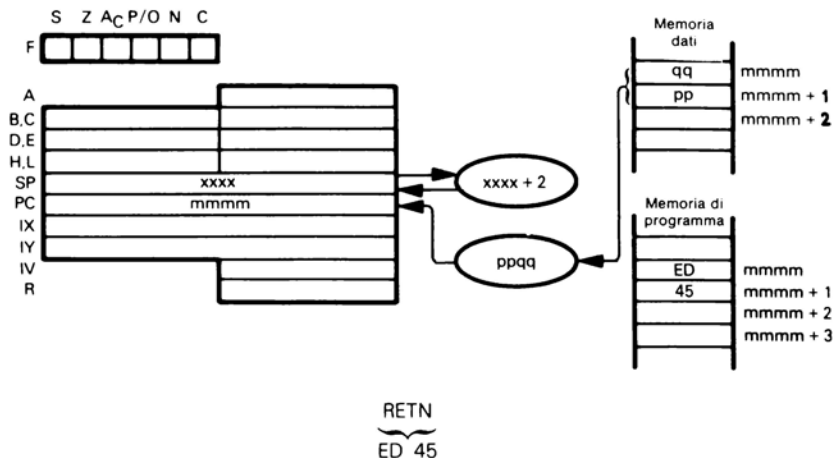 S Z AC P/O N C
F
A
B,C
D,E
H,L
SP xxxx
PC mmmm
IX
IY
IV
R
xxxx + 2
ppqq
Memoria
dati
qq mmmm
pp mmmm + 1
mmmm + 2
Memoria di
programma
ED mmmm
45 mmmm + 1
mmmm + 2
mmmm + 3
RETN
ED 45